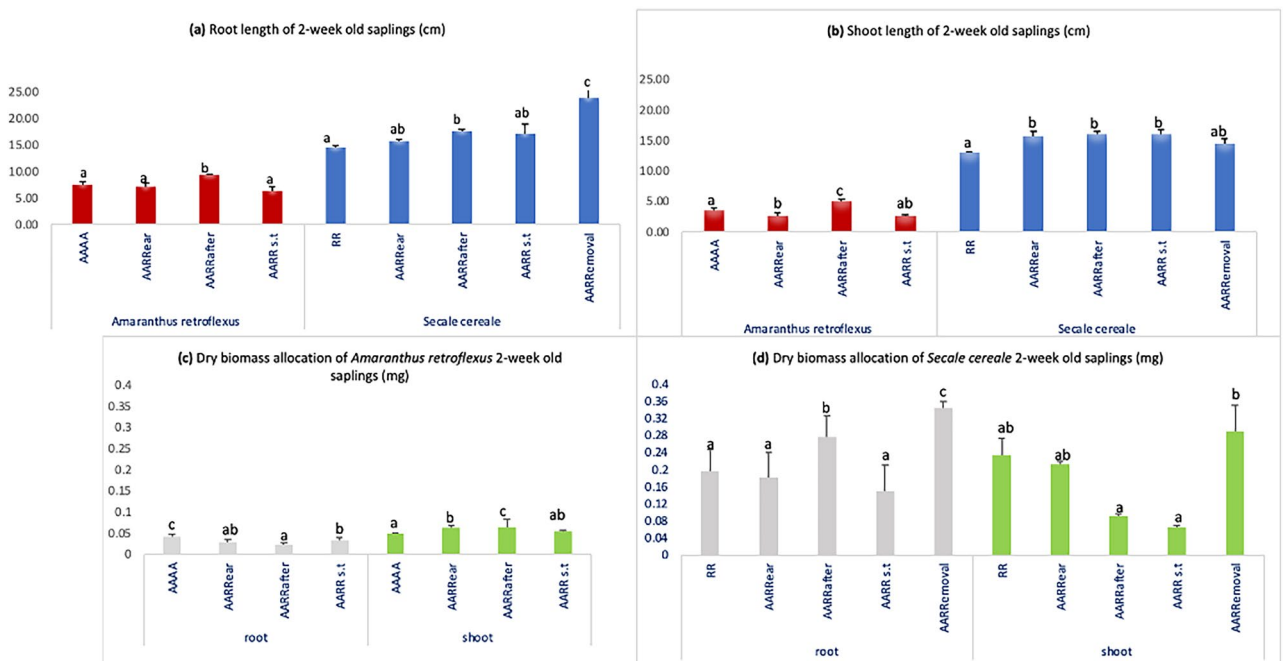 (a) Root length of 2-week old saplings (cm)
25.00
20.00
15.00
10.00
5.00
0.00
a
a
b
a
a
ab
b
ab
c
AAAA
AARRear
AARRafter
AARR s.t
RR
AARRear
AARRafter
AARR s.t
AARRemoval
Amaranthus retroflexus
Secale cereale
(b) Shoot length of 2-week old saplings (cm)
25.00
20.00
15.00
10.00
5.00
0.00
a
b
c
ab
a
b
b
b
ab
AAAA
AARRear
AARRafter
AARR s.t
RR
AARRear
AARRafter
AARR s.t
AARRemoval
Amaranthus retroflexus
Secale cereale
(c) Dry biomass allocation of Amaranthus retroflexus 2-week old
saplings (mg)
0.4
0.35
0.3
0.25
0.2
0.15
0.1
0.05
0
c
ab
a
b
a
b
c
ab
AAAA
AARRear
AARRafter
AARR s.t
AAAA
AARRear
AARRafter
AARR s.t
root
shoot
(d) Dry biomass allocation of Secale cereale 2-week old saplings (mg)
0.4
0.36
0.32
0.28
0.24
0.2
0.16
0.12
0.08
0.04
0
a
a
b
a
c
ab
ab
a
a
b
RR
AARRear
AARRafter
AARR s.t
AARRemoval
RR
AARRear
AARRafter
AARR s.t
AARRemoval
root
shoot